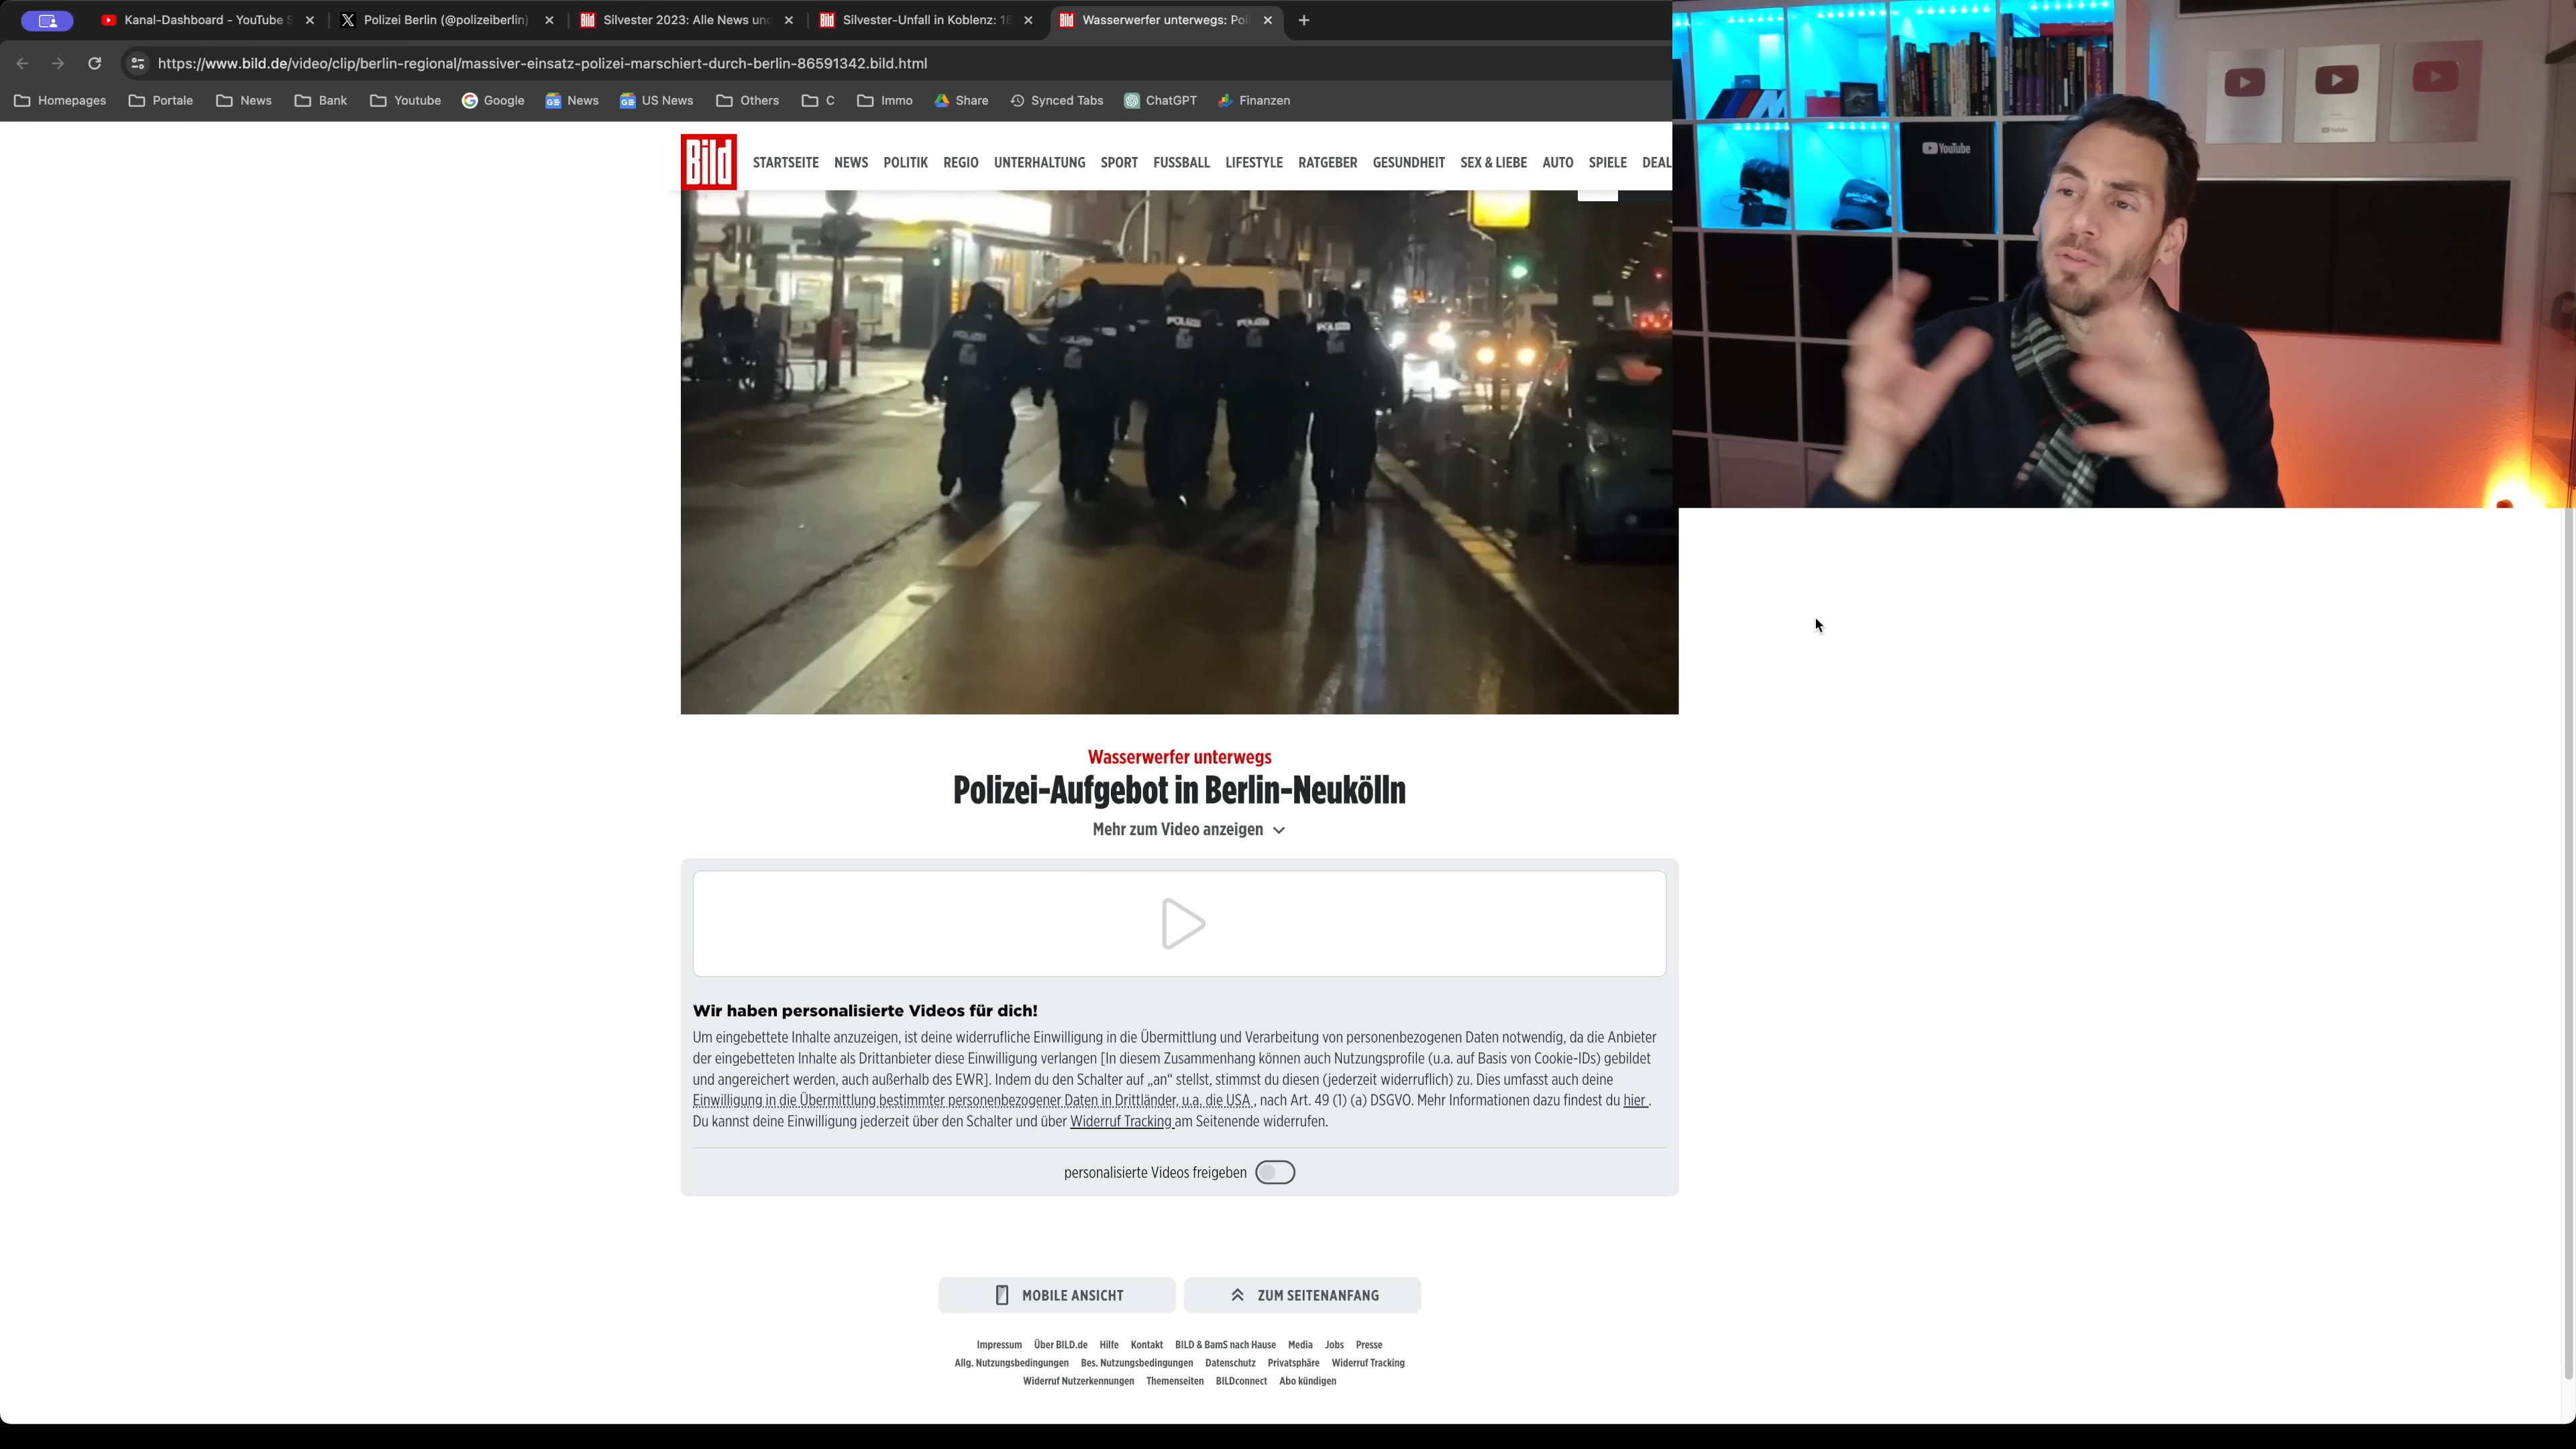 Kanal-Dashboard - YouTube S
Polizei Berlin (@polizeiberlin)
Silvester 2023: Alle News und
Silvester-Unfall in Koblenz: 18
Wasserwerfer unterwegs: Poli
https://www.bild.de/video/clip/berlin-regional/massiver-einsatz-polizei-marschiert-durch-berlin-86591342.bild.html
Homepages Portale News Bank Youtube Google News US News Others C Immo Share Synced Tabs ChatGPT Finanzen
Bild
STARTSEITE NEWS POLITIK REGIO UNTERHALTUNG SPORT FUSSBALL LIFESTYLE RATGEBER GESUNDHEIT SEX & LIEBE AUTO SPIELE DEAL
YouTube
POLIZEI
POLIZEI
POLIZEI
POLIZEI
POLIZEI
Wasserwerfer unterwegs
Polizei-Aufgebot in Berlin-Neukölln
Mehr zum Video anzeigen
Wir haben personalisierte Videos für dich!
Um eingebettete Inhalte anzuzeigen, ist deine widerrufliche Einwilligung in die Übermittlung und Verarbeitung von personenbezogenen Daten notwendig, da die Anbieter
der eingebetteten Inhalte als Drittanbieter diese Einwilligung verlangen [In diesem Zusammenhang können auch Nutzungsprofile (u.a. auf Basis von Cookie-IDs) gebildet
und angereichert werden, auch außerhalb des EWR]. Indem du den Schalter auf „an“ stellst, stimmst du diesen (jederzeit widerruflich) zu. Dies umfasst auch deine
Einwilligung in die Übermittlung bestimmter personenbezogener Daten in Drittländer, u.a. die USA , nach Art. 49 (1) (a) DSGVO. Mehr Informationen dazu findest du hier .
Du kannst deine Einwilligung jederzeit über den Schalter und über Widerruf Tracking am Seitenende widerrufen.
personalisierte Videos freigeben
MOBILE ANSICHT
ZUM SEITENANFANG
Impressum Über BILD.de Hilfe Kontakt BILD & BamS nach Hause Media Jobs Presse
Allg. Nutzungsbedingungen Bes. Nutzungsbedingungen Datenschutz Privatsphäre Widerruf Tracking
Widerruf Nutzerkennungen Themenseiten BILDconnect Abo kündigen